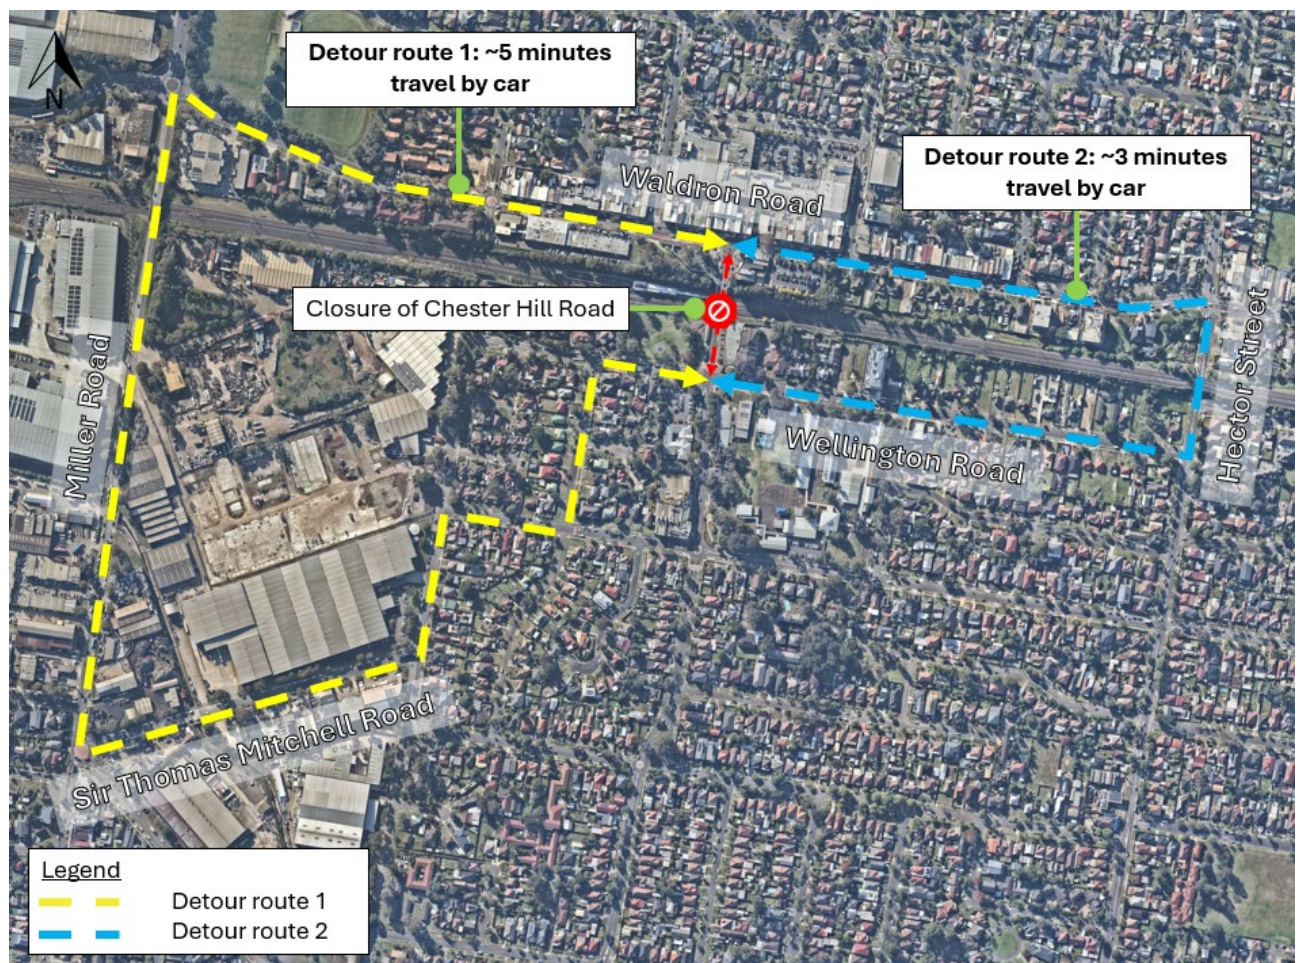 Detour route 1: ~5 minutes
travel by car
N
Detour route 2: ~3 minutes
travel by car
Waldron Road
Closure of Chester Hill Road
Hector Street
Miller Road
Wellington Road
Sir Thomas Mitchell Road
Legend
Detour route 1
Detour route 2